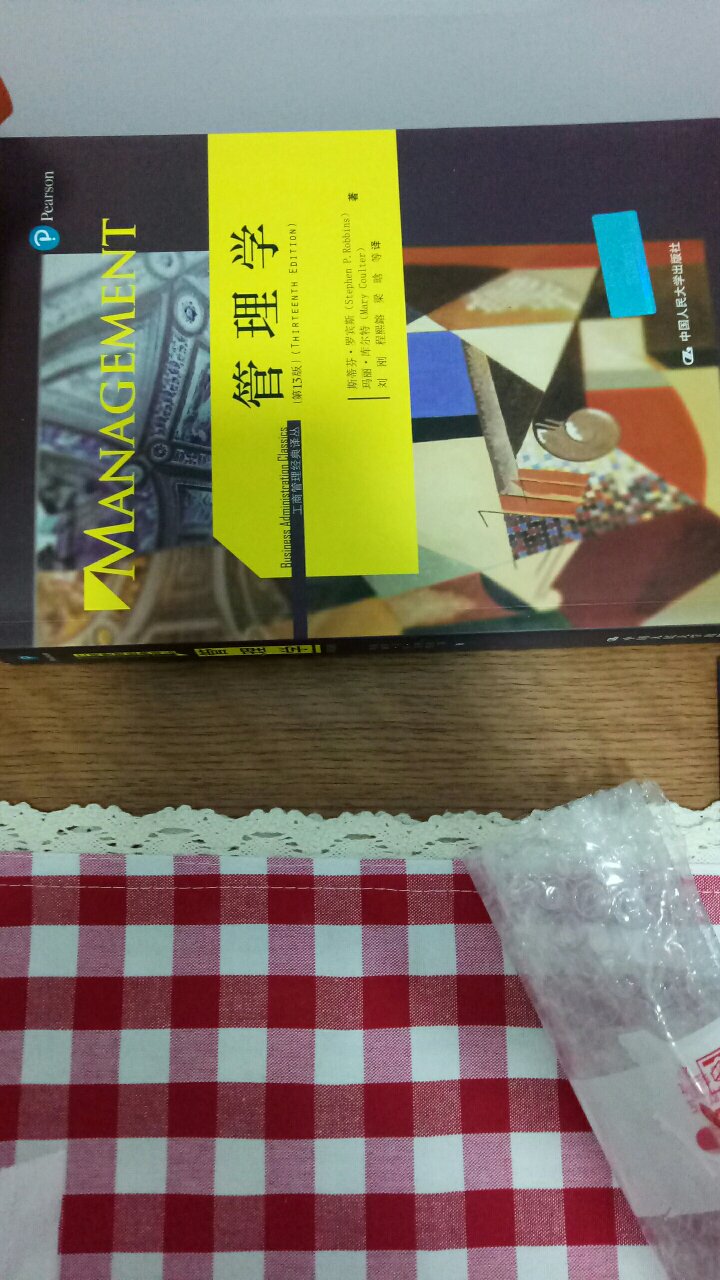 Pearson
MANAGEMENT
管理学
(第13版)(THIRTEENTH EDITION)
斯蒂芬·罗宾斯(Stephen P.Robbins)
玛丽·库尔特(Mary Coulter)
著
刘 刚 程熙鎔 梁 晗 等译
Business Administration Classics
工商管理经典译丛
中国人民大学出版社